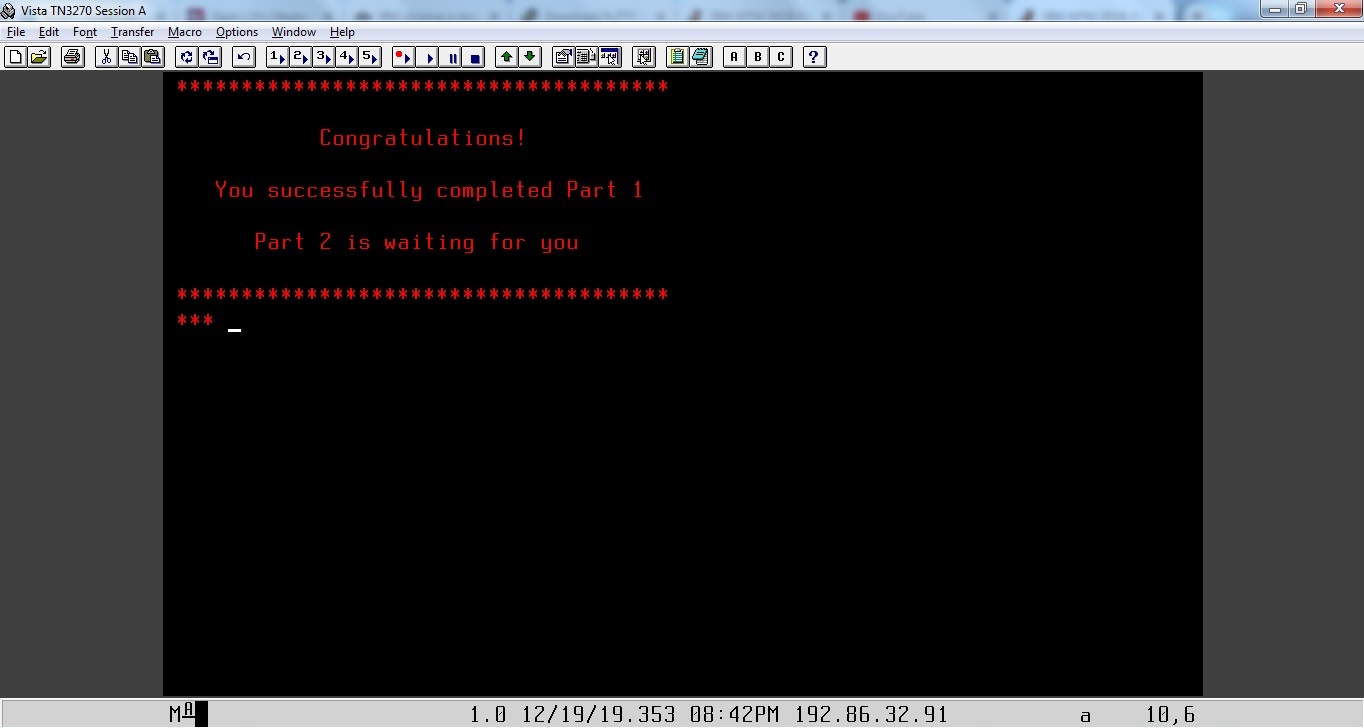 Vista TN3270 Session A
File Edit Font Transfer Macro Options Window Help
1 2 3 4 5 A B C ?
**************************************
Congratulations!
You successfully completed Part 1
Part 2 is waiting for you
**************************************
*** _
M A 1.0 12/19/19.353 08:42PM 192.86.32.91 a 10,6